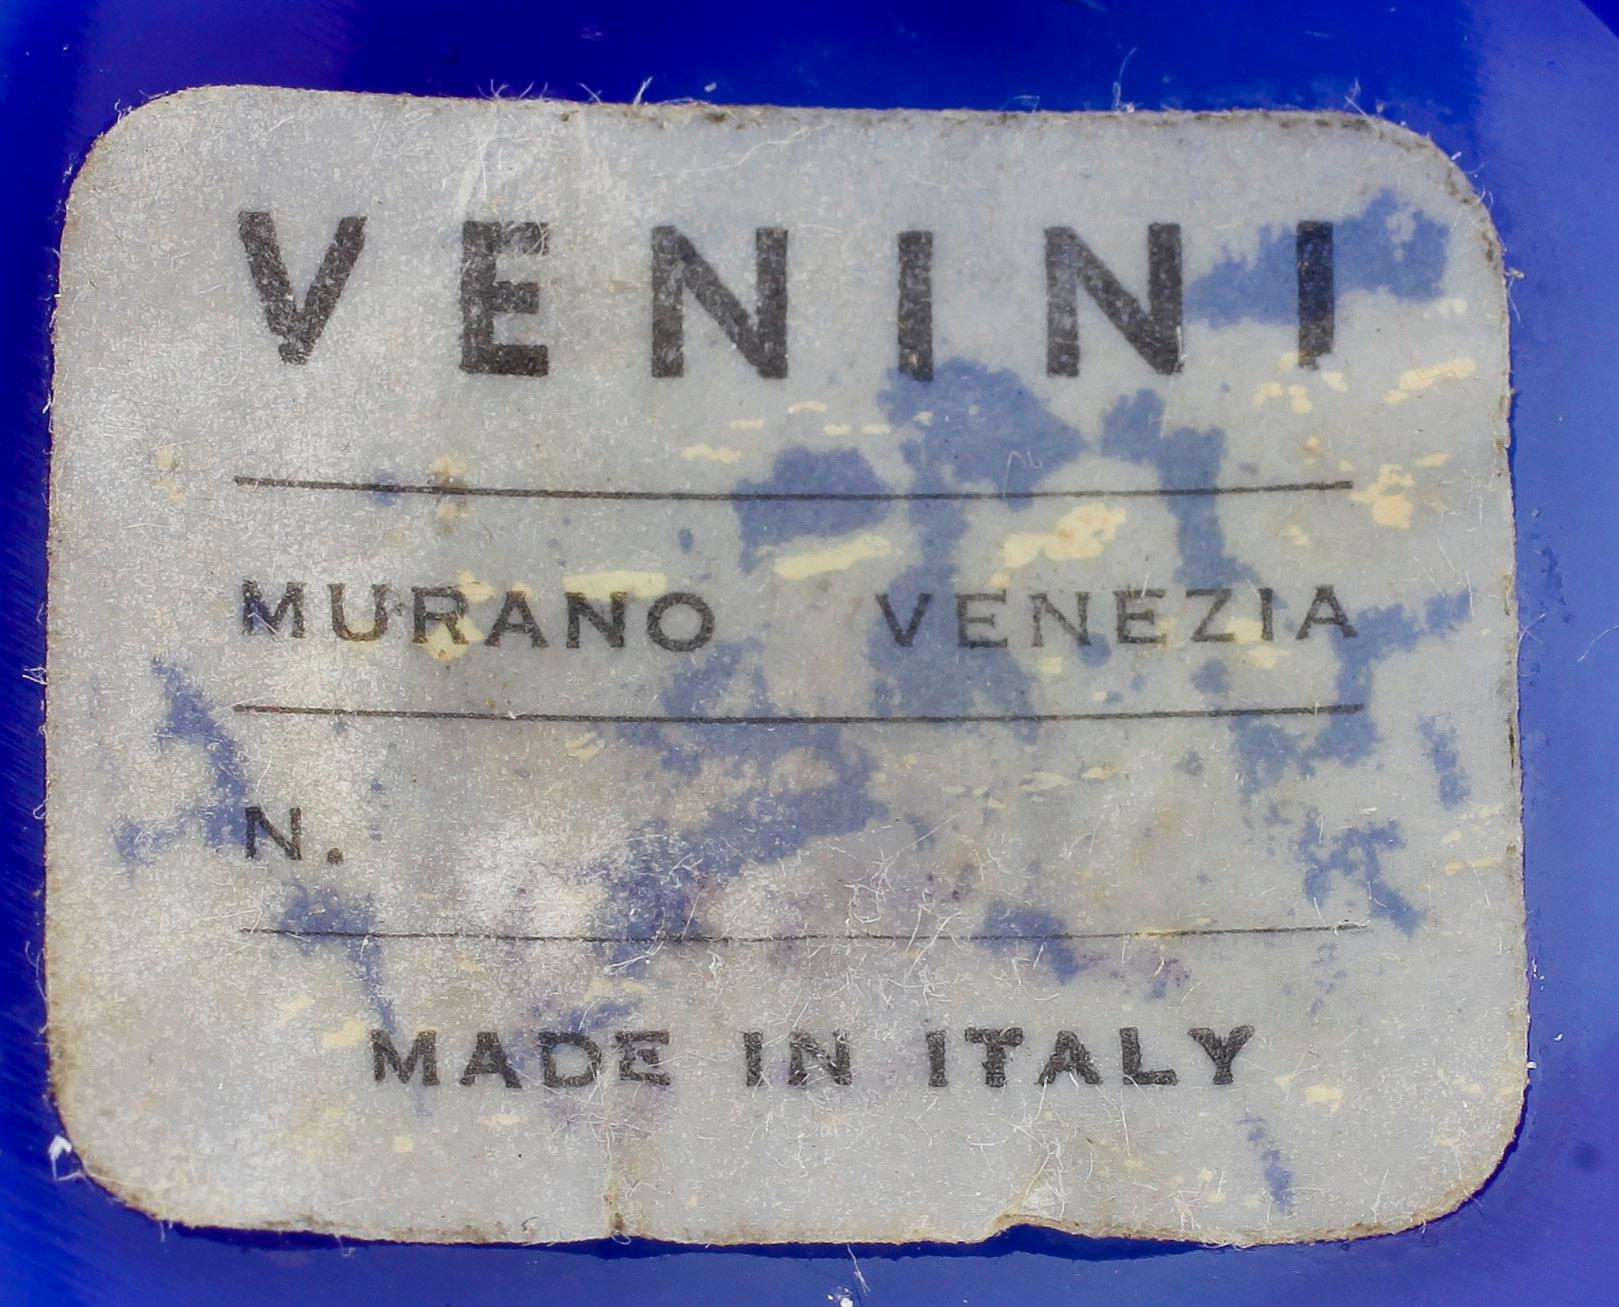 VENINI
MURANO VENEZIA
N.
MADE IN ITALY